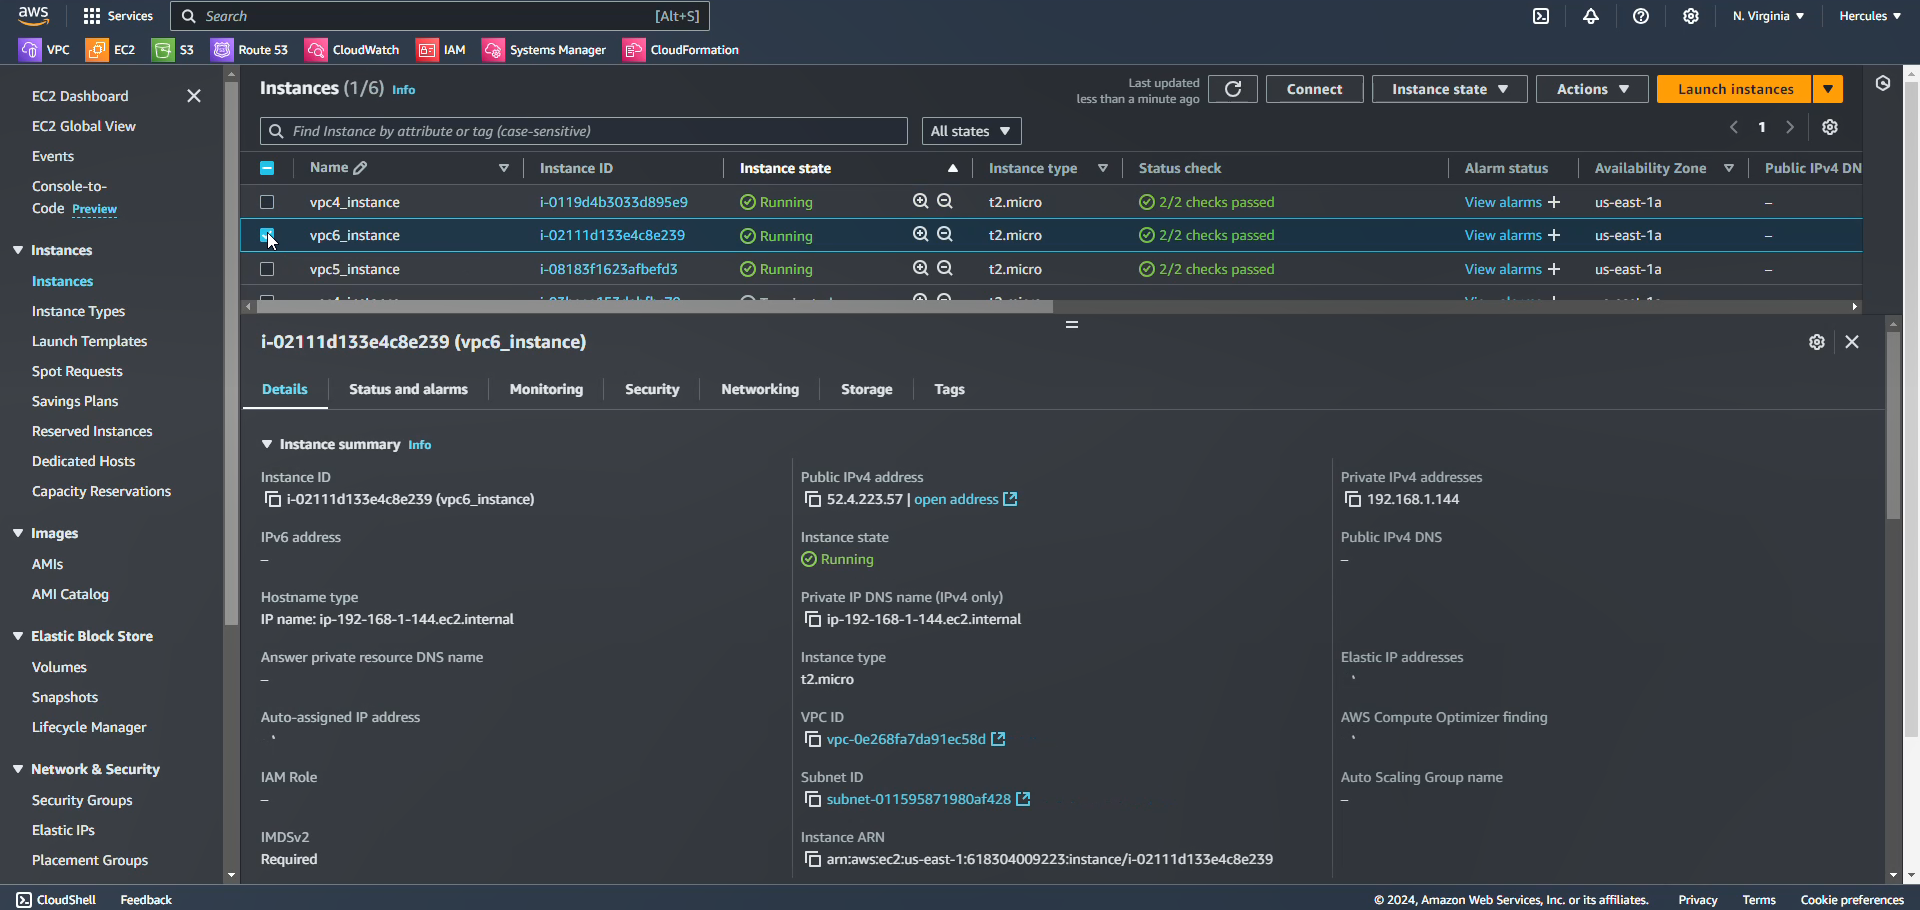 aws
Services
Search
[Alt+S]
N. Virginia
Hercules
VPC
EC2
S3
Route 53
CloudWatch
IAM
Systems Manager
CloudFormation
EC2 Dashboard
EC2 Global View
Events
Console-to-
Code Preview
Instances
Instances
Instance Types
Launch Templates
Spot Requests
Savings Plans
Reserved Instances
Dedicated Hosts
Capacity Reservations
Images
AMIs
AMI Catalog
Elastic Block Store
Volumes
Snapshots
Lifecycle Manager
Network & Security
Security Groups
Elastic IPs
Placement Groups
Instances (1/6) Info
Last updated
less than a minute ago
Connect
Instance state
Actions
Launch instances
Find Instance by attribute or tag (case-sensitive)
All states
1
Name Instance ID Instance state Instance type Status check Alarm status Availability Zone Public IPv4 DN
vpc4_instance i-0119d4b3033d895e9 Running t2.micro 2/2 checks passed View alarms + us-east-1a –
vpc6_instance i-02111d133e4c8e239 Running t2.micro 2/2 checks passed View alarms + us-east-1a –
vpc5_instance i-08183f1623afbefd3 Running t2.micro 2/2 checks passed View alarms + us-east-1a –
i-02111d133e4c8e239 (vpc6_instance)
Details
Status and alarms
Monitoring
Security
Networking
Storage
Tags
Instance summary Info
Instance ID
i-02111d133e4c8e239 (vpc6_instance)
Public IPv4 address
52.4.223.57 | open address
Private IPv4 addresses
192.168.1.144
IPv6 address
–
Instance state
Running
Public IPv4 DNS
–
Hostname type
IP name: ip-192-168-1-144.ec2.internal
Private IP DNS name (IPv4 only)
ip-192-168-1-144.ec2.internal
Answer private resource DNS name
–
Instance type
t2.micro
Elastic IP addresses
Auto-assigned IP address
VPC ID
vpc-0e268fa7da91ec58d
AWS Compute Optimizer finding
IAM Role
–
Subnet ID
subnet-011595871980af428
Auto Scaling Group name
–
IMDSv2
Required
Instance ARN
arn:aws:ec2:us-east-1:618304009223:instance/i-02111d133e4c8e239
CloudShell
Feedback
© 2024, Amazon Web Services, Inc. or its affiliates.
Privacy
Terms
Cookie preferences